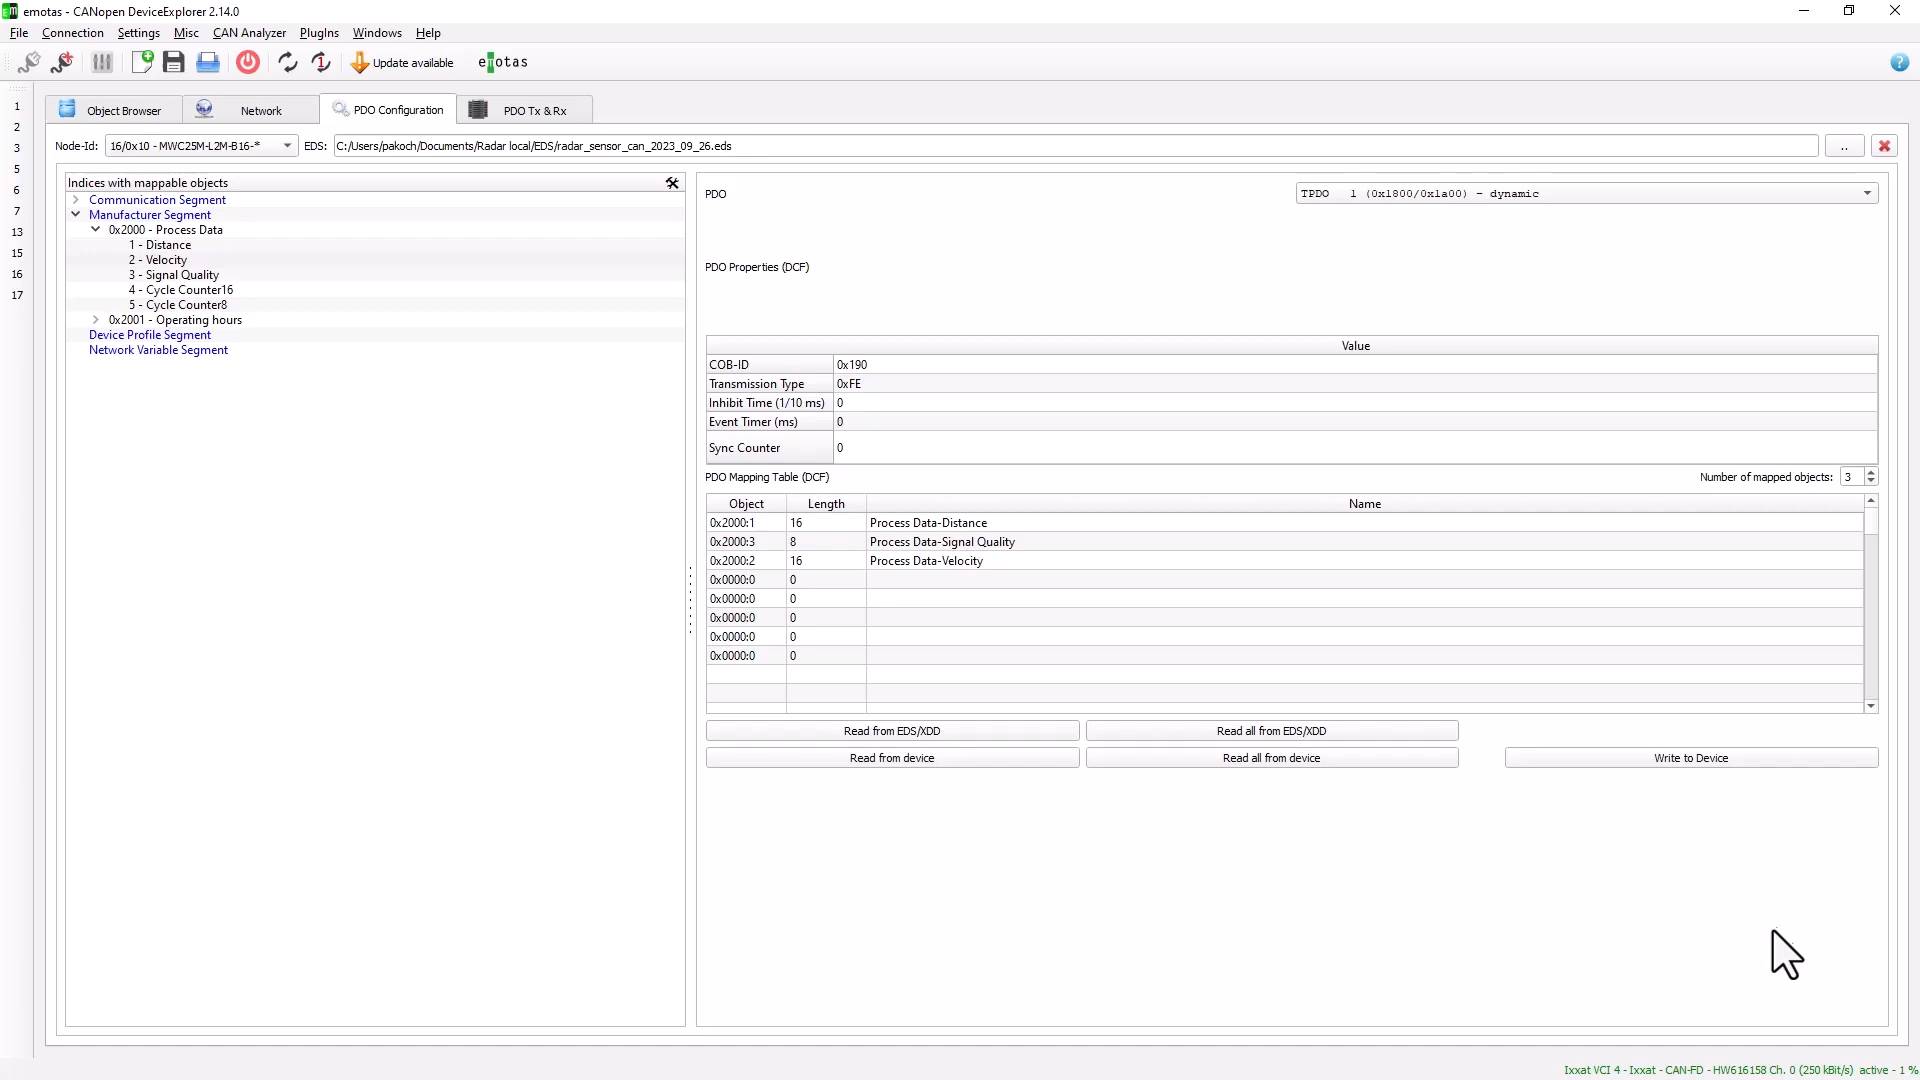 emotas - CANopen DeviceExplorer 2.14.0
File Connection Settings Misc CAN Analyzer PlugIns Windows Help
1 Update available emotas ?
1
2
3
5
6
7
13
15
16
17
Object Browser Network PDO Configuration PDO Tx & Rx
Node-Id: 16/0x10 - MWC25M-L2M-B16-* EDS: C:/Users/pakoch/Documents/Radar local/EDS/radar_sensor_can_2023_09_26.eds ..
Indices with mappable objects
Communication Segment
Manufacturer Segment
0x2000 - Process Data
1 - Distance
2 - Velocity
3 - Signal Quality
4 - Cycle Counter16
5 - Cycle Counter8
0x2001 - Operating hours
Device Profile Segment
Network Variable Segment
PDO TPDO 1 (0x1800/0x1a00) - dynamic
PDO Properties (DCF)
Value
COB-ID 0x190
Transmission Type 0xFE
Inhibit Time (1/10 ms) 0
Event Timer (ms) 0
Sync Counter 0
PDO Mapping Table (DCF) Number of mapped objects: 3
Object Length Name
0x2000:1 16 Process Data-Distance
0x2000:3 8 Process Data-Signal Quality
0x2000:2 16 Process Data-Velocity
0x0000:0 0
0x0000:0 0
0x0000:0 0
0x0000:0 0
0x0000:0 0
Read from EDS/XDD Read all from EDS/XDD
Read from device Read all from device Write to Device
Ixxat VCI 4 - Ixxat - CAN-FD - HW616158 Ch. 0 (250 kBit/s) active - 1 %